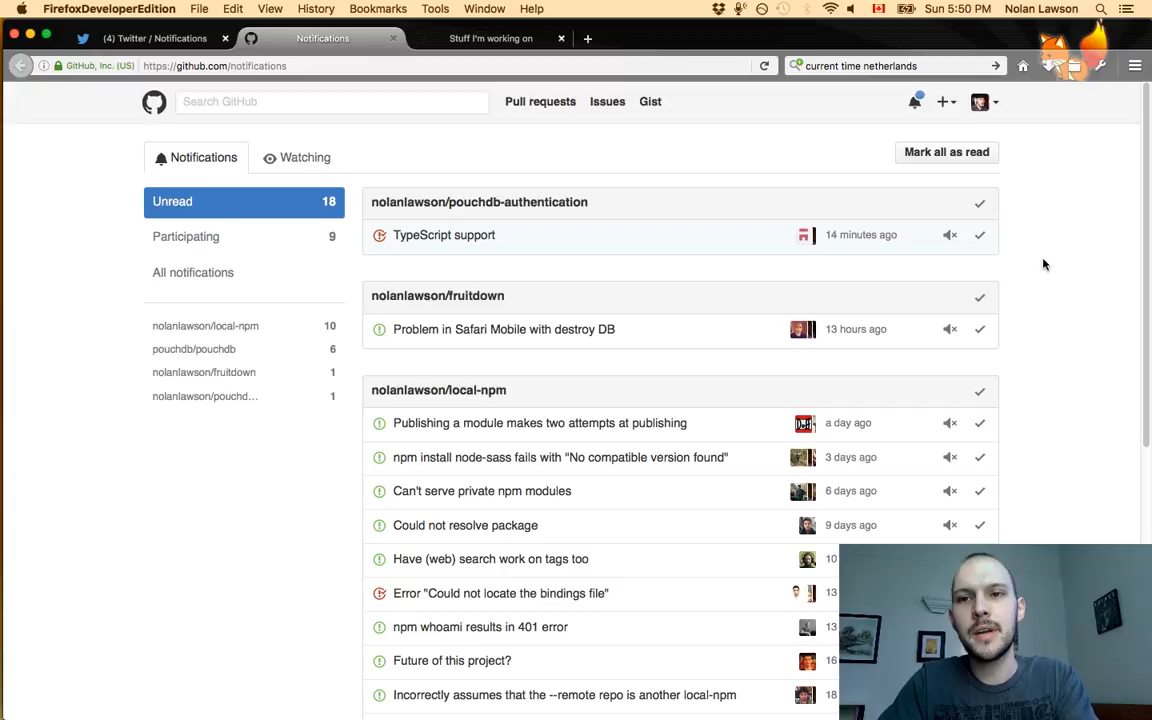 FirefoxDeveloperEdition File Edit View History Bookmarks Tools Window Help Sun 5:50 PM Nolan Lawson
(4) Twitter / Notifications Notifications Stuff I'm working on
GitHub, Inc. (US) https://github.com/notifications current time netherlands
Search GitHub Pull requests Issues Gist
Notifications Watching Mark all as read
Unread 18
Participating 9
All notifications
nolanlawson/local-npm 10
pouchdb/pouchdb 6
nolanlawson/fruitdown 1
nolanlawson/pouchd... 1
nolanlawson/pouchdb-authentication
TypeScript support 14 minutes ago
nolanlawson/fruitdown
Problem in Safari Mobile with destroy DB 13 hours ago
nolanlawson/local-npm
Publishing a module makes two attempts at publishing a day ago
npm install node-sass fails with "No compatible version found" 3 days ago
Can't serve private npm modules 6 days ago
Could not resolve package 9 days ago
Have (web) search work on tags too 10
Error "Could not locate the bindings file" 13
npm whoami results in 401 error 13
Future of this project? 16
Incorrectly assumes that the --remote repo is another local-npm 18